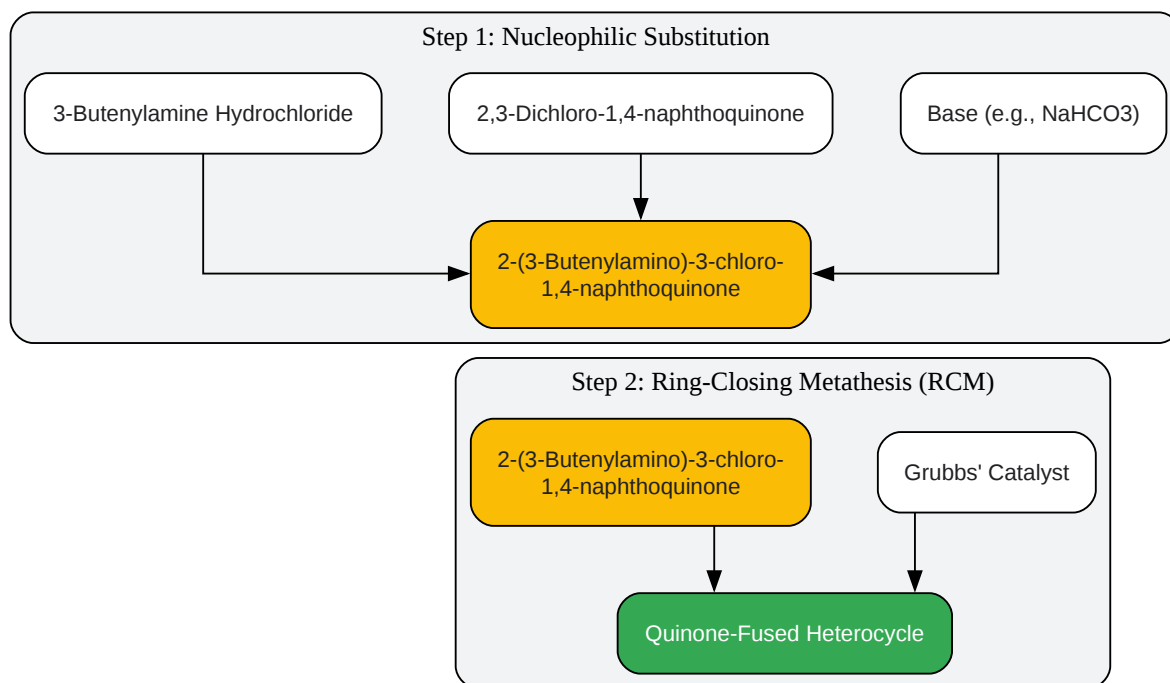 Step 1: Nucleophilic Substitution
3-Butenylamine Hydrochloride
2,3-Dichloro-1,4-naphthoquinone
Base (e.g., NaHCO3)
2-(3-Butenylamino)-3-chloro-
1,4-naphthoquinone
Step 2: Ring-Closing Metathesis (RCM)
2-(3-Butenylamino)-3-chloro-
1,4-naphthoquinone
Grubbs' Catalyst
Quinone-Fused Heterocycle